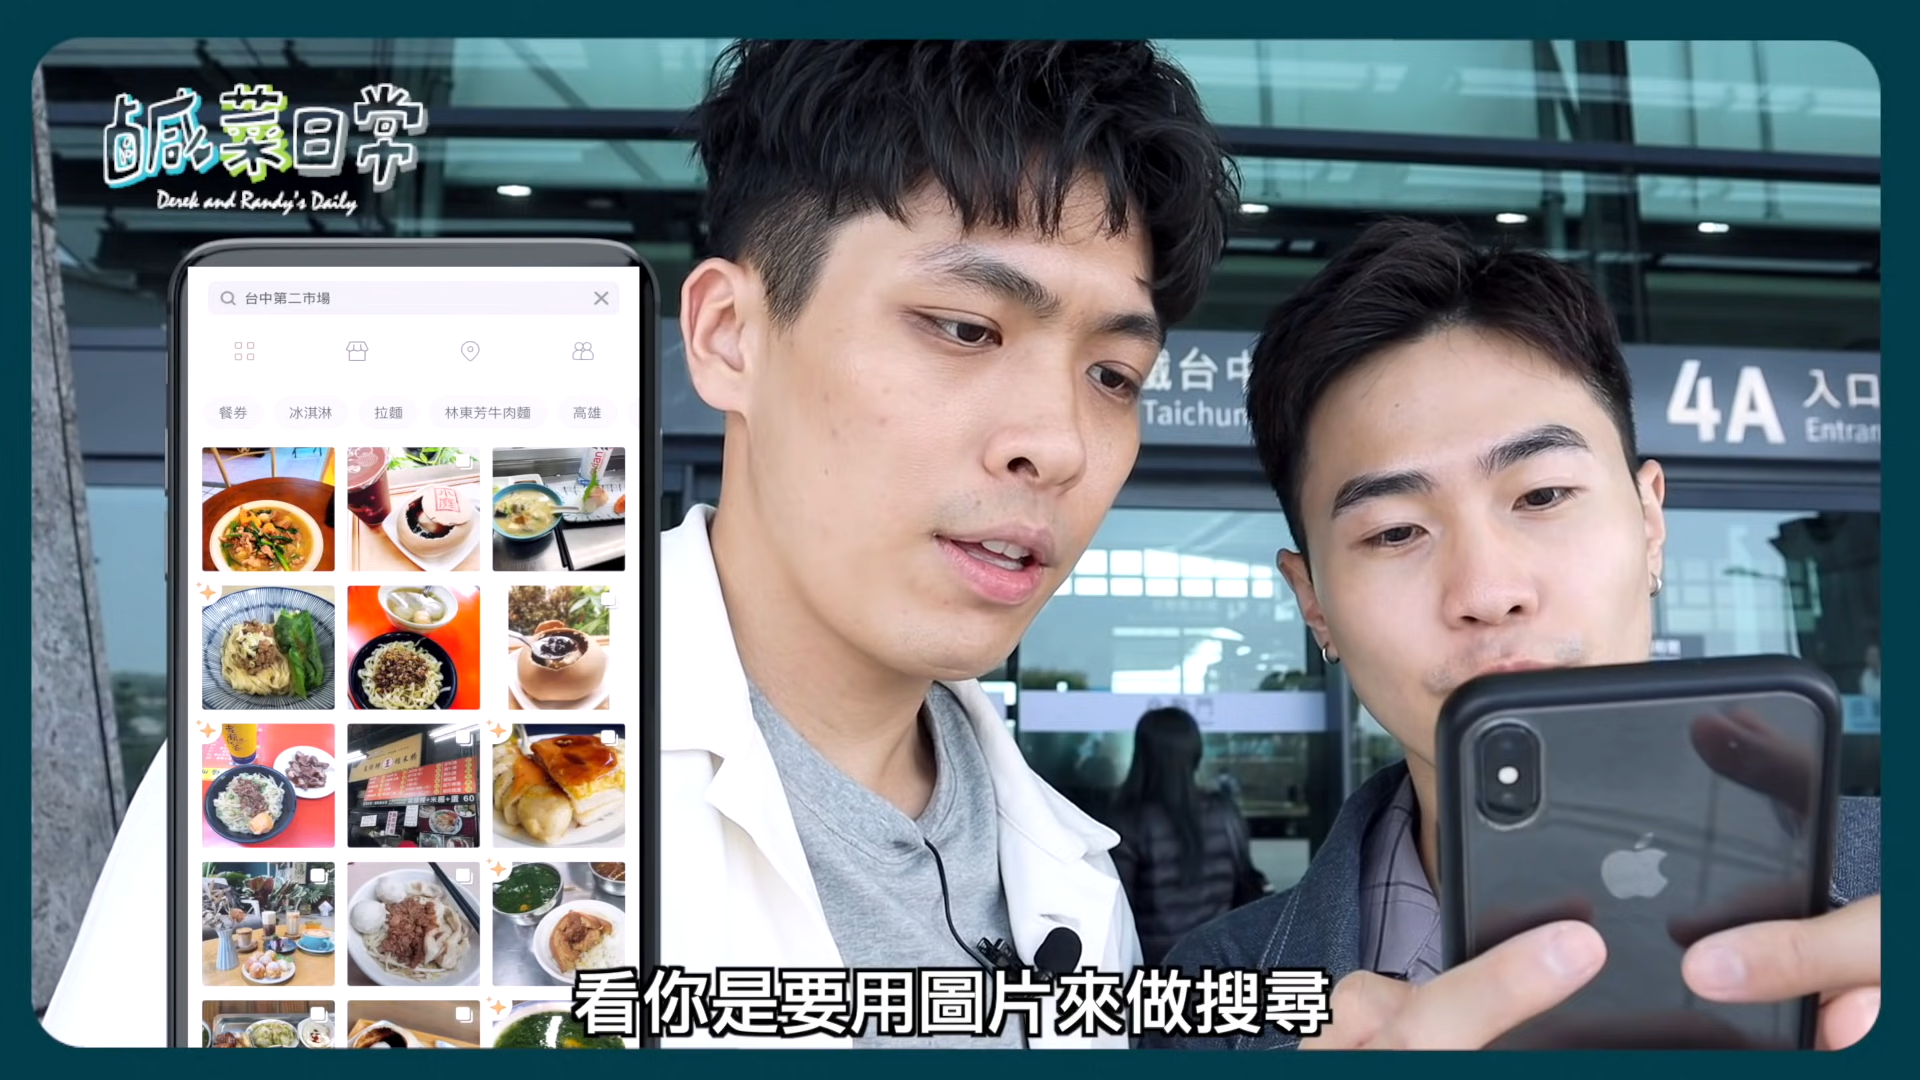 鹹菜日常
Derek and Randy's Daily
台中第二市場
餐券
冰淇淋
拉麵
林東芳牛肉麵
高雄
鐵台中
Taichun
4A
入口
Entran
60
看你是要用圖片來做搜尋